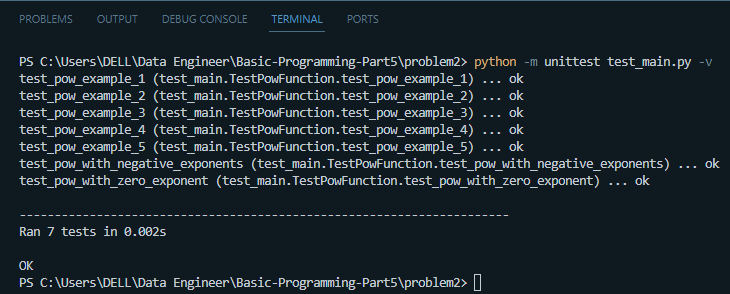 PROBLEMS OUTPUT DEBUG CONSOLE TERMINAL PORTS
PS C:\Users\DELL\Data Engineer\Basic-Programming-Part5\problem2> python -m unittest test_main.py -v
test_pow_example_1 (test_main.TestPowFunction.test_pow_example_1) ... ok
test_pow_example_2 (test_main.TestPowFunction.test_pow_example_2) ... ok
test_pow_example_3 (test_main.TestPowFunction.test_pow_example_3) ... ok
test_pow_example_4 (test_main.TestPowFunction.test_pow_example_4) ... ok
test_pow_example_5 (test_main.TestPowFunction.test_pow_example_5) ... ok
test_pow_with_negative_exponents (test_main.TestPowFunction.test_pow_with_negative_exponents) ... ok
test_pow_with_zero_exponent (test_main.TestPowFunction.test_pow_with_zero_exponent) ... ok
----------------------------------------------------------------------
Ran 7 tests in 0.002s
OK
PS C:\Users\DELL\Data Engineer\Basic-Programming-Part5\problem2>